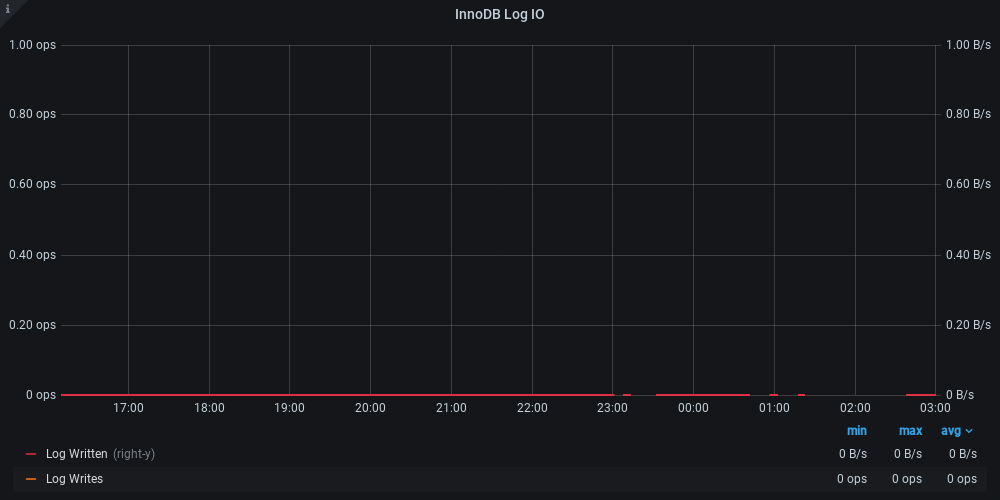 i
InnoDB Log IO
1.00 ops 1.00 B/s
0.80 ops 0.80 B/s
0.60 ops 0.60 B/s
0.40 ops 0.40 B/s
0.20 ops 0.20 B/s
0 ops 0 B/s
17:00 18:00 19:00 20:00 21:00 22:00 23:00 00:00 01:00 02:00 03:00
min max avg
Log Written (right-y) 0 B/s 0 B/s 0 B/s
Log Writes 0 ops 0 ops 0 ops